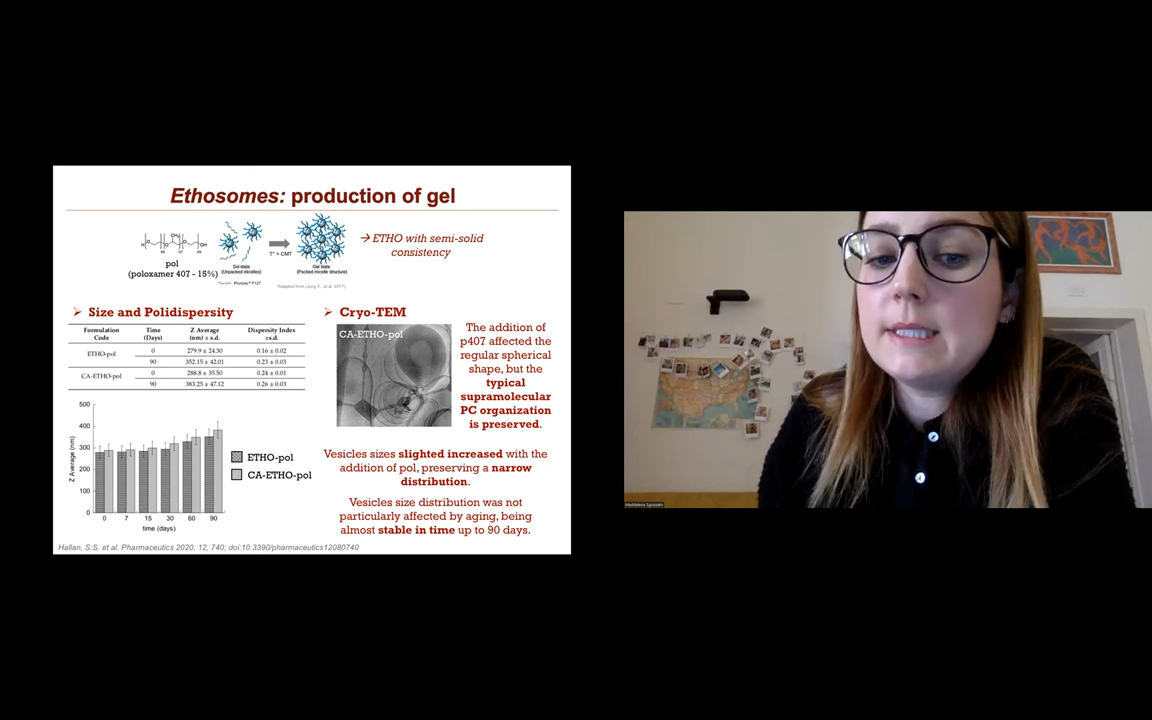 Ethosomes: production of gel
pol
(poloxamer 407 - 15%)
Sol state
(Unpacked micelles)
T° > CMT
Gel state
(Packed micelle structure)
Pluronic® F127
→ ETHO with semi-solid
consistency
➢ Size and Polidispersity
Formulation Code	Time (Days)	Z Average (nm) ± s.d.	Dispersity Index ±s.d.
ETHO-pol	0	279.9 ± 24.30	0.16 ± 0.02
90	352.15 ± 42.01	0.23 ± 0.03
CA-ETHO-pol	0	288.8 ± 35.50	0.24 ± 0.01
90	383.25 ± 47.12	0.26 ± 0.03
Z Average (nm)
500
400
300
200
100
0
0 7 15 30 60 90
time (days)
ETHO-pol
CA-ETHO-pol
➢ Cryo-TEM
CA-ETHO-pol
The addition of
p407 affected the
regular spherical
shape, but the
typical
supramolecular
PC organization
is preserved.
Vesicles sizes slighted increased with the
addition of pol, preserving a narrow
distribution.
Vesicles size distribution was not
particularly affected by aging, being
almost stable in time up to 90 days.
Hallan, S.S. et al. Pharmaceutics 2020, 12, 740; doi:10.3390/pharmaceutics12080740